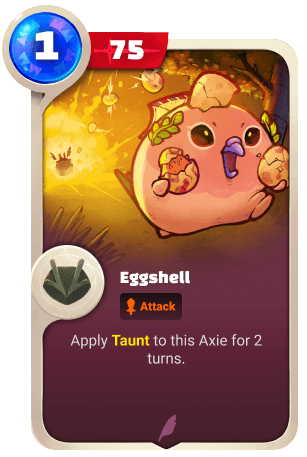 1
75
Eggshell
Attack
Apply Taunt to this Axie for 2
turns.